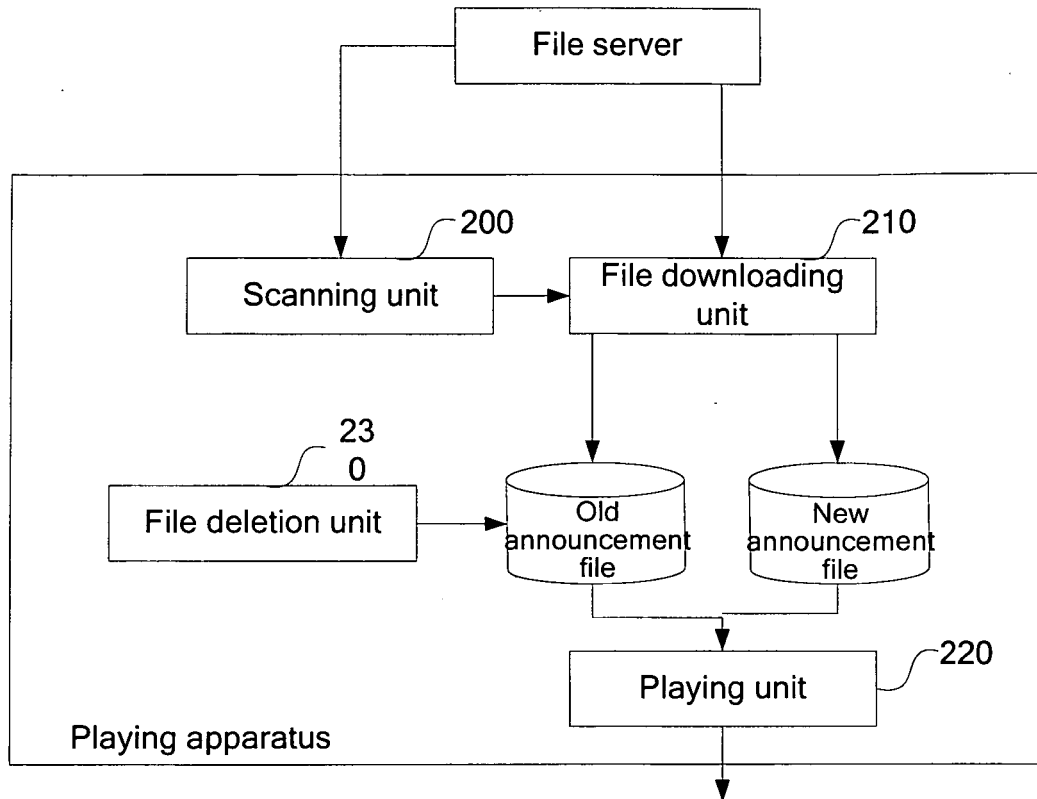 File server
200
210
Scanning unit
File downloading
unit
23
0
File deletion unit
Old
announcement
file
New
announcement
file
220
Playing unit
Playing apparatus